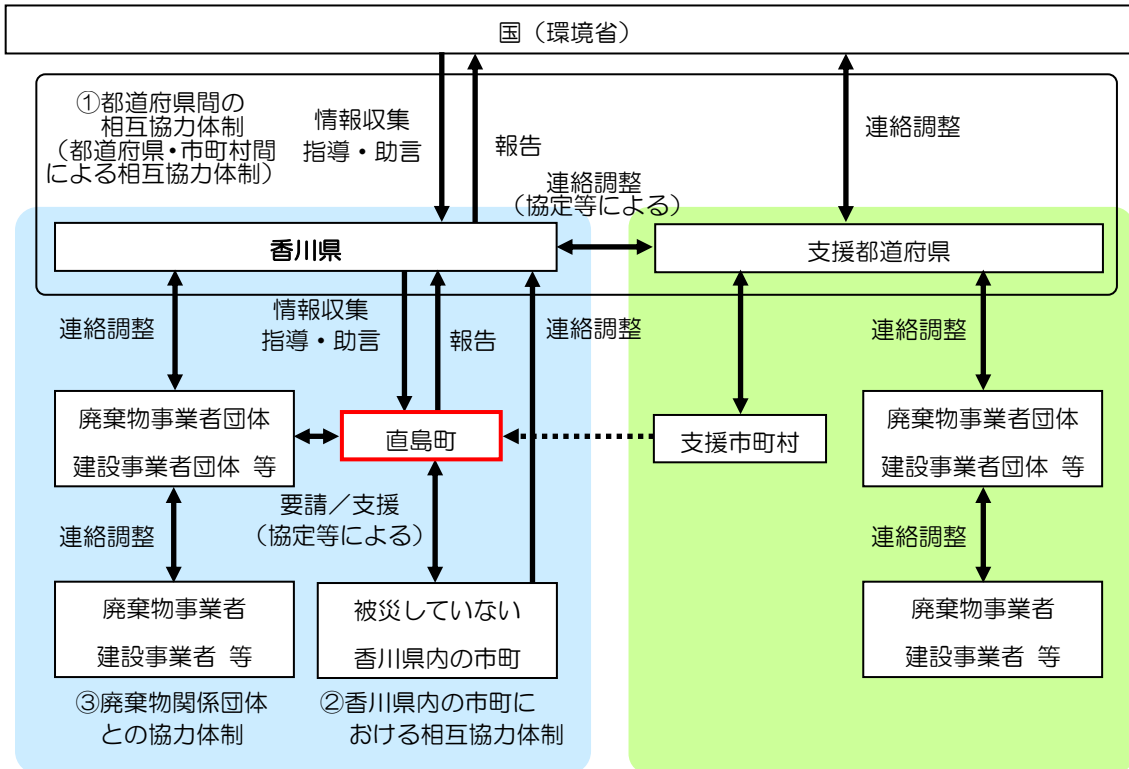 国（環境省）
①都道府県間の
相互協力体制
（都道府県・市町村間
による相互協力体制）
情報収集
指導・助言
報告
連絡調整
連絡調整
（協定等による）
香川県
支援都道府県
連絡調整
情報収集
指導・助言
報告
連絡調整
連絡調整
廃棄物事業者団体
建設事業者団体 等
直島町
支援市町村
廃棄物事業者団体
建設事業者団体 等
連絡調整
要請／支援
（協定等による）
連絡調整
廃棄物事業者
建設事業者 等
被災していない
香川県内の市町
廃棄物事業者
建設事業者 等
③廃棄物関係団体
との協力体制
②香川県内の市町に
おける相互協力体制